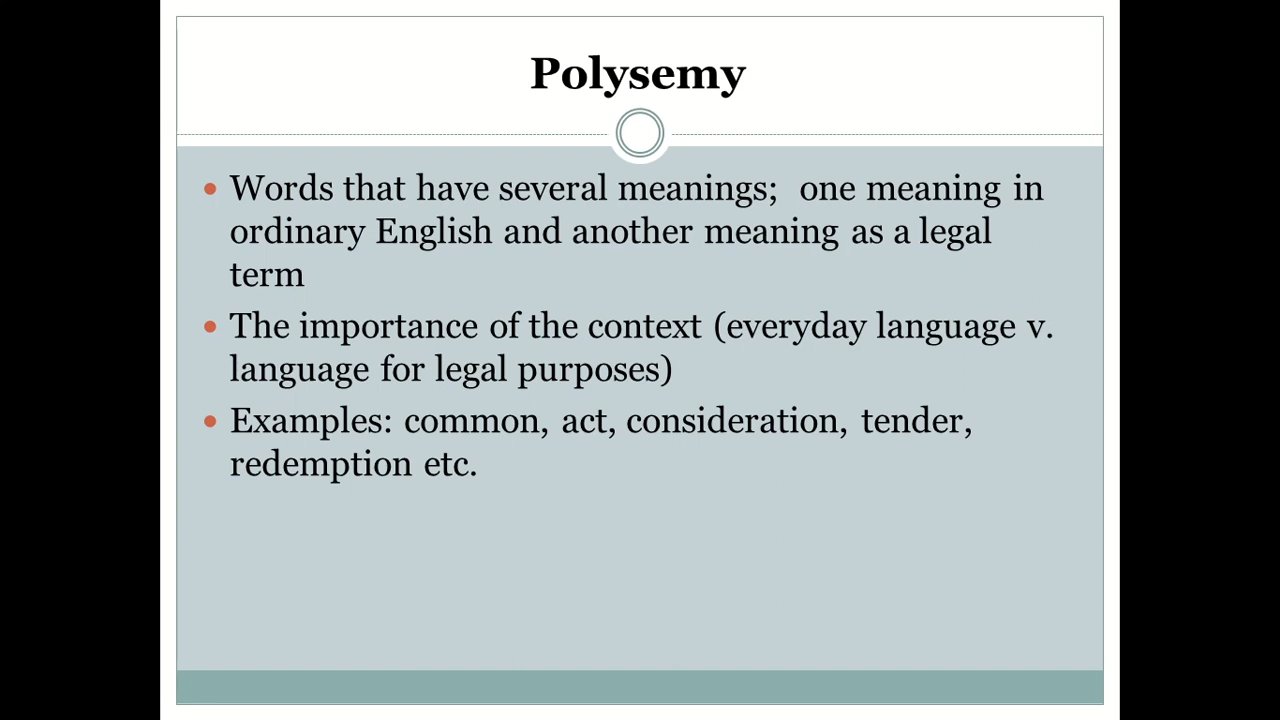 Polysemy
• Words that have several meanings;  one meaning in
ordinary English and another meaning as a legal
term
• The importance of the context (everyday language v.
language for legal purposes)
• Examples: common, act, consideration, tender,
redemption etc.